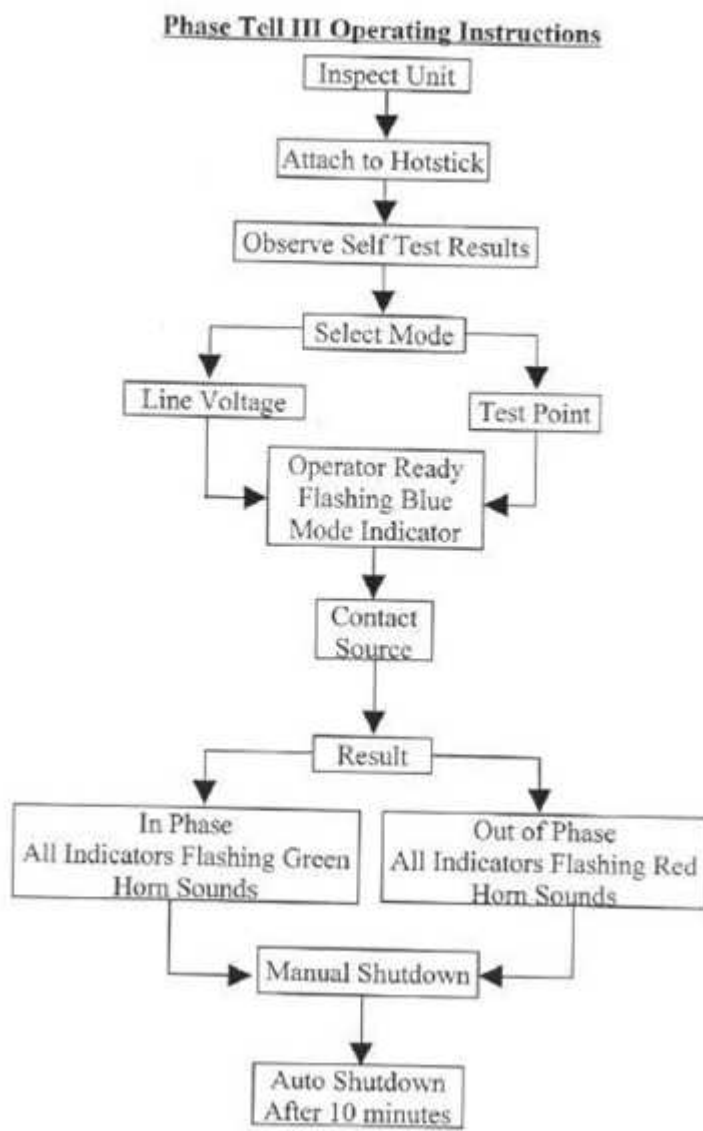 Phase Tell III Operating Instructions
Inspect Unit
Attach to Hotstick
Observe Self Test Results
Select Mode
Line Voltage
Test Point
Operator Ready
Flashing Blue
Mode Indicator
Contact
Source
Result
In Phase
All Indicators Flashing Green
Horn Sounds
Out of Phase
All Indicators Flashing Red
Horn Sounds
Manual Shutdown
Auto Shutdown
After 10 minutes